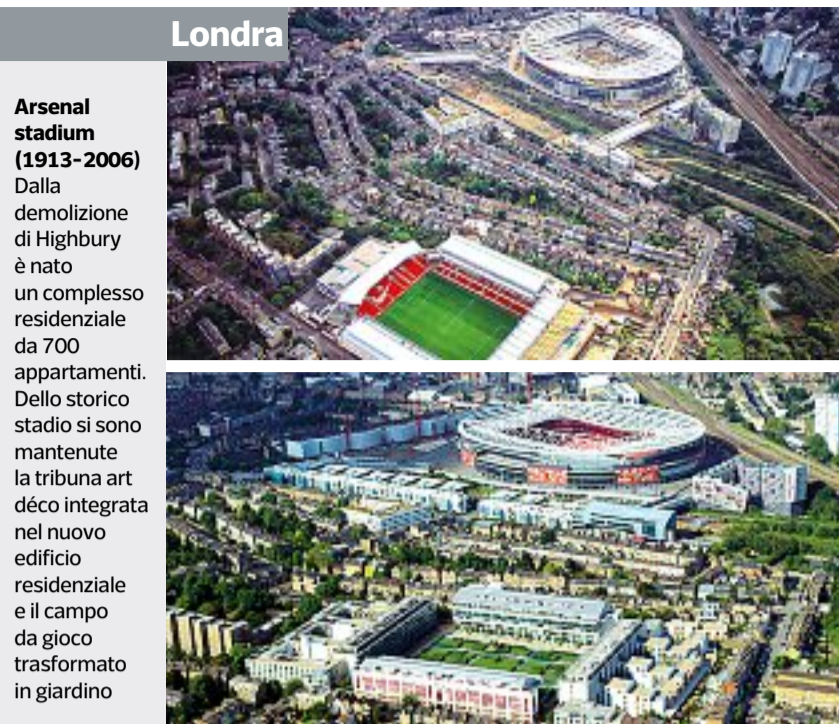 Londra
Arsenal
stadium
(1913-2006)
Dalla
demolizione
di Highbury
è nato
un complesso
residenziale
da 700
appartamenti.
Dello storico
stadio si sono
mantenute
la tribuna art
déco integrata
nel nuovo
edificio
residenziale
e il campo
da gioco
trasformato
in giardino